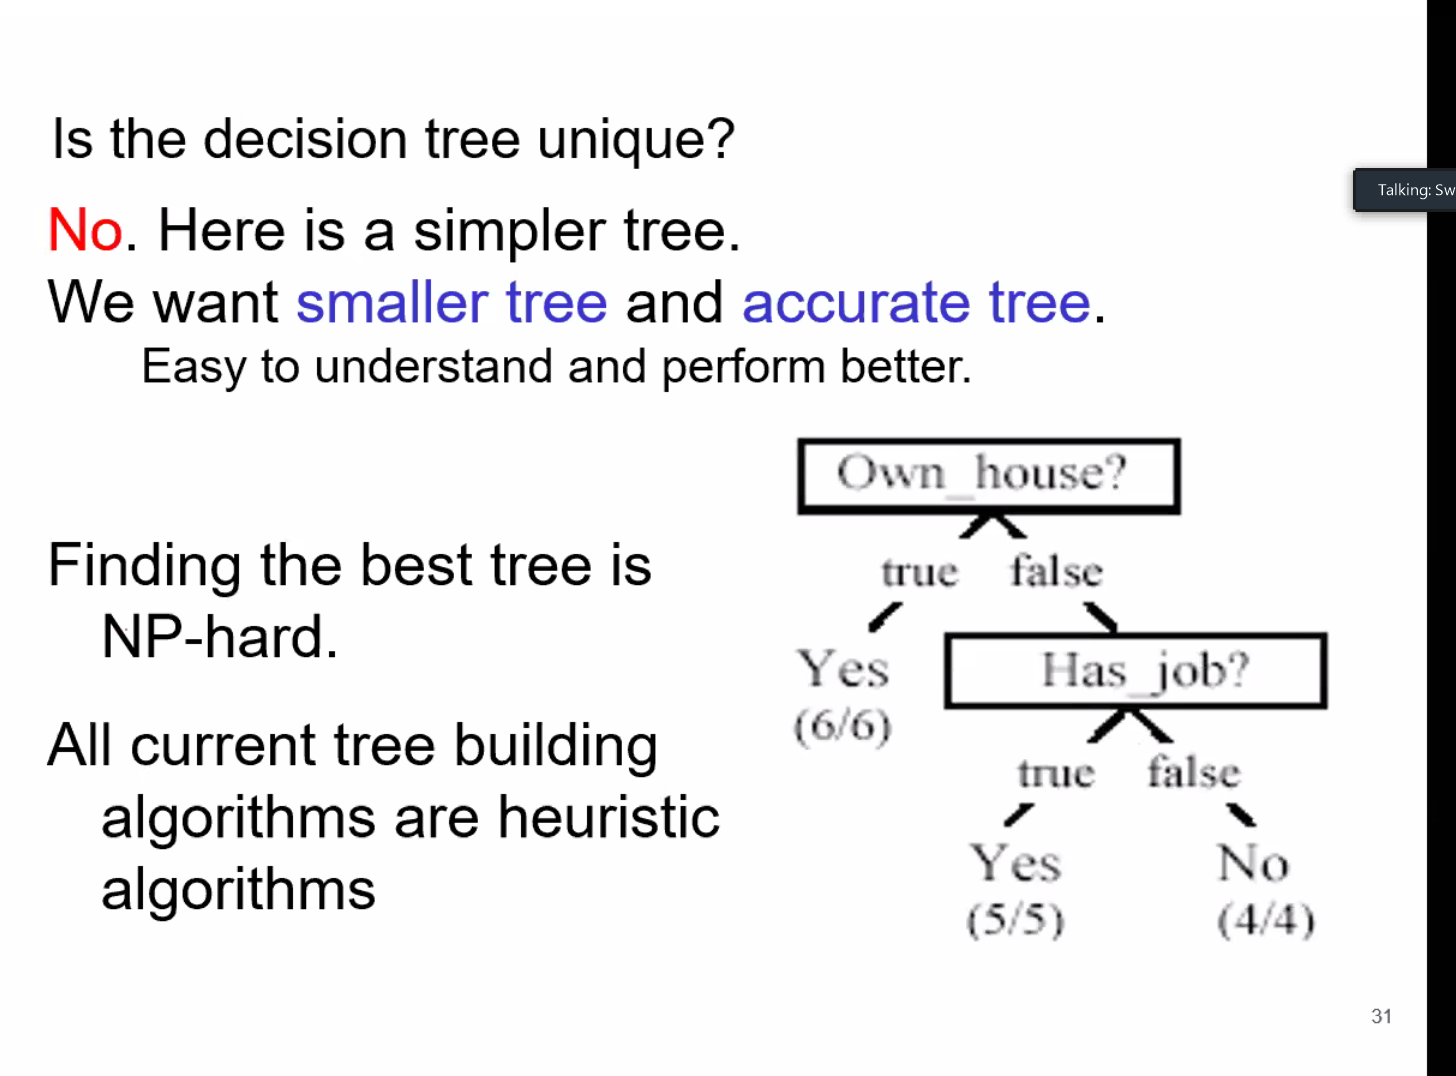 Is the decision tree unique?
No. Here is a simpler tree.
We want smaller tree and accurate tree.
Easy to understand and perform better.
Finding the best tree is
NP-hard.
All current tree building
algorithms are heuristic
algorithms
Own_house?
true false
Yes
(6/6)
Has_job?
true false
Yes No
(5/5) (4/4)
Talking: Sw
31